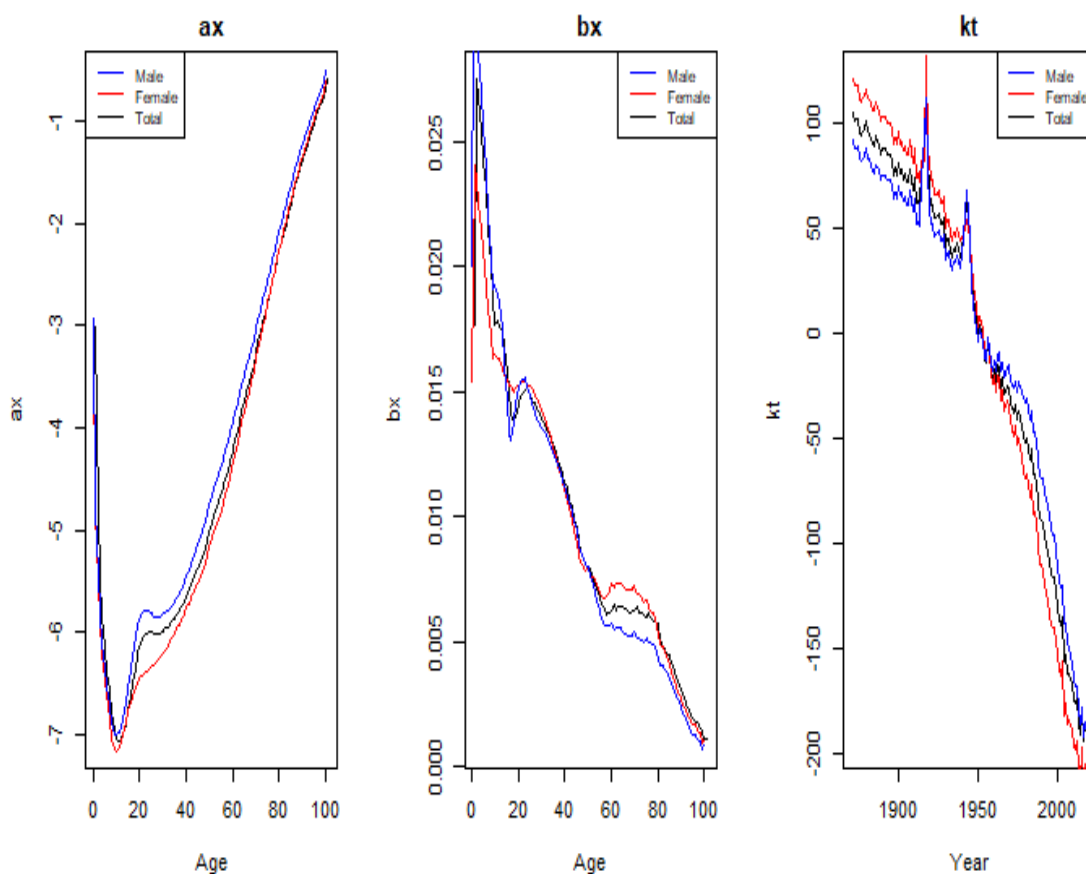 ax
Male
Female
Total
ax
-1
-2
-3
-4
-5
-6
-7
0 20 40 60 80 100
Age
bx
Male
Female
Total
bx
0.025
0.020
0.015
0.010
0.005
0.000
0 20 40 60 80 100
Age
kt
Male
Female
Total
kt
100
50
0
-50
-100
-150
-200
1900 1950 2000
Year